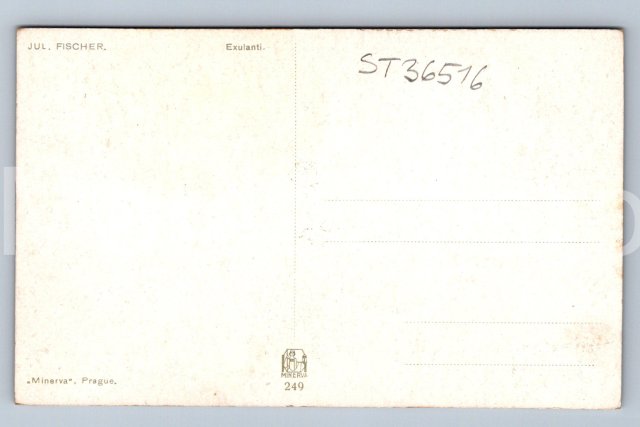 JUL. FISCHER. Exulanti.
ST36516
MINERVA
249
„Minerva“, Prague.